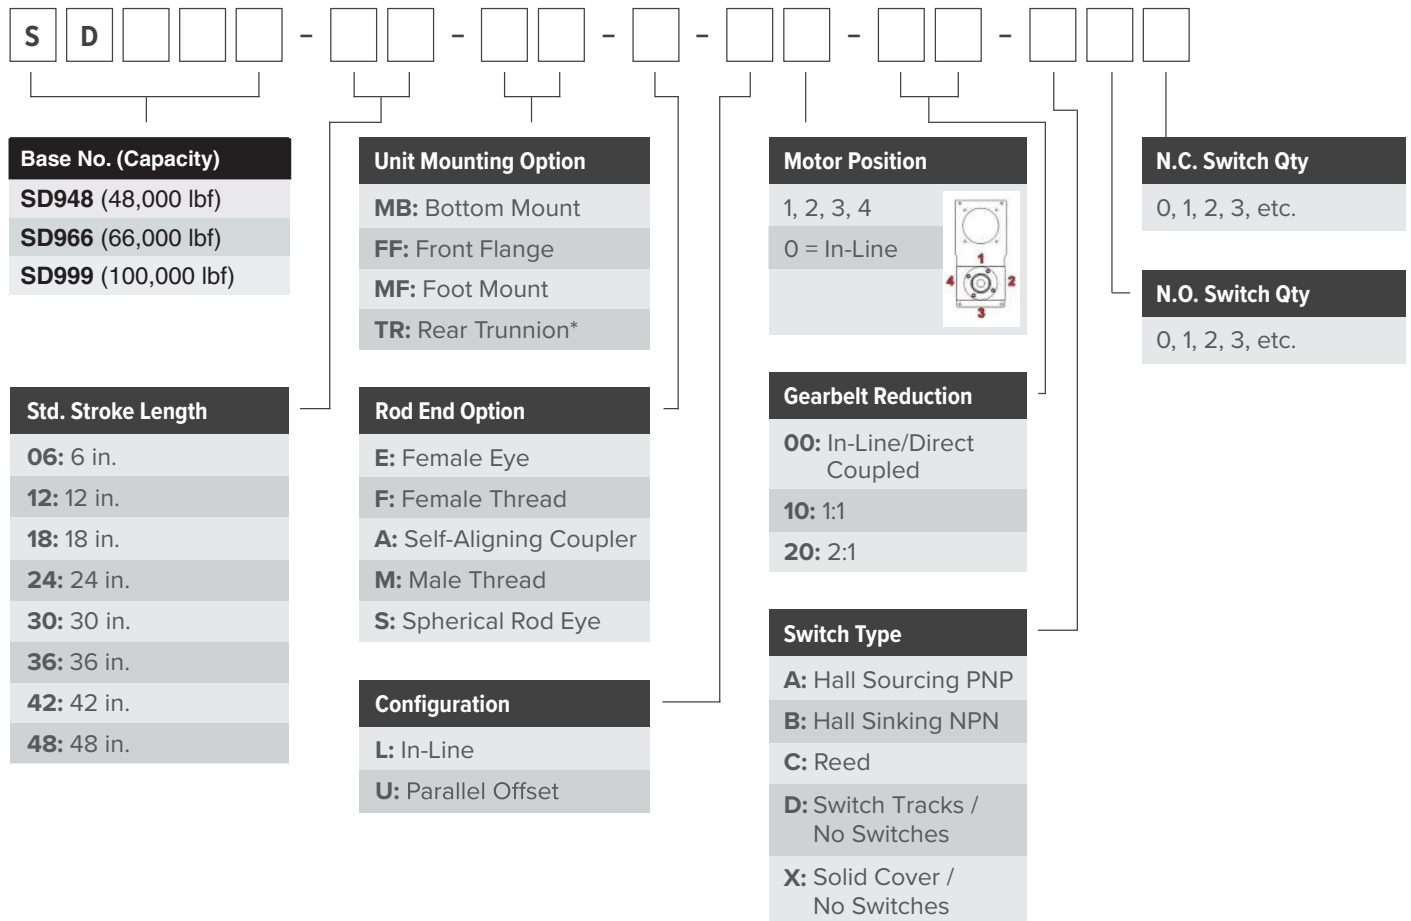 S D – – – – – –
Base No. (Capacity)
SD948 (48,000 lbf)
SD966 (66,000 lbf)
SD999 (100,000 lbf)
Std. Stroke Length
06: 6 in.
12: 12 in.
18: 18 in.
24: 24 in.
30: 30 in.
36: 36 in.
42: 42 in.
48: 48 in.
Unit Mounting Option
MB: Bottom Mount
FF: Front Flange
MF: Foot Mount
TR: Rear Trunnion*
Rod End Option
E: Female Eye
F: Female Thread
A: Self-Aligning Coupler
M: Male Thread
S: Spherical Rod Eye
Configuration
L: In-Line
U: Parallel Offset
Motor Position
1, 2, 3, 4
0 = In-Line
1
4 2
3
Gearbelt Reduction
00: In-Line/Direct
Coupled
10: 1:1
20: 2:1
Switch Type
A: Hall Sourcing PNP
B: Hall Sinking NPN
C: Reed
D: Switch Tracks /
No Switches
X: Solid Cover /
No Switches
N.C. Switch Qty
0, 1, 2, 3, etc.
N.O. Switch Qty
0, 1, 2, 3, etc.